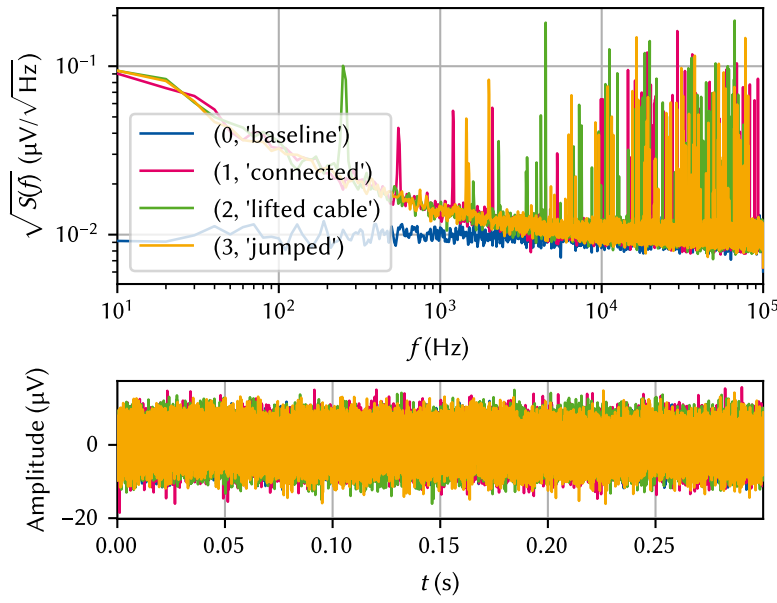 √S(f) (µV/√Hz)
10⁻¹
10⁻²
(0, 'baseline')
(1, 'connected')
(2, 'lifted cable')
(3, 'jumped')
10¹ 10² 10³ 10⁴ 10⁵
f (Hz)
Amplitude (µV)
0
−20
0.00 0.05 0.10 0.15 0.20 0.25
t (s)